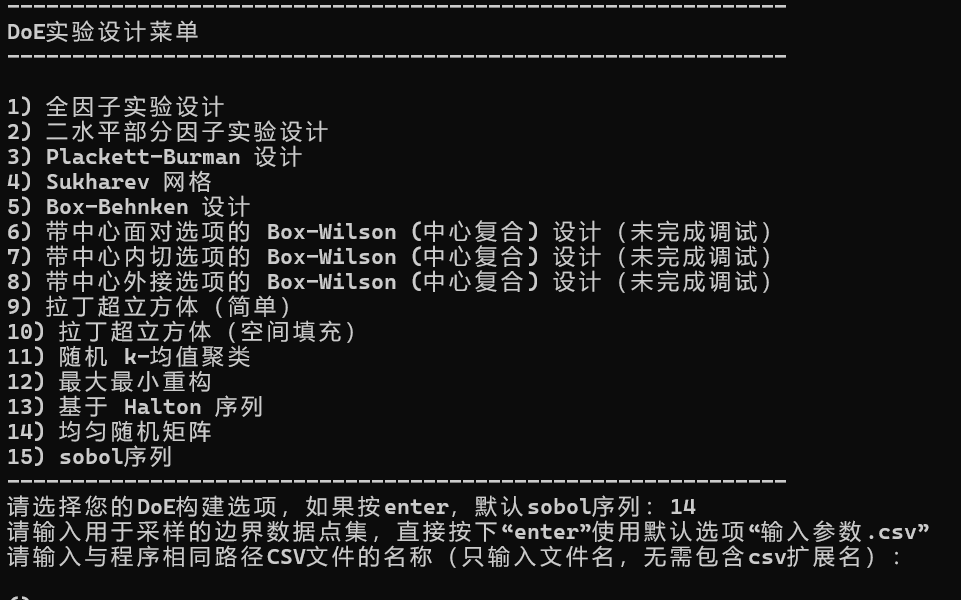 DoE实验设计菜单
1) 全因子实验设计
2) 二水平部分因子实验设计
3) Plackett-Burman 设计
4) Sukharev 网格
5) Box-Behnken 设计
6) 带中心面对选项的 Box-Wilson (中心复合) 设计（未完成调试）
7) 带中心内切选项的 Box-Wilson (中心复合) 设计（未完成调试）
8) 带中心外接选项的 Box-Wilson (中心复合) 设计（未完成调试）
9) 拉丁超立方体（简单）
10) 拉丁超立方体（空间填充）
11) 随机 k-均值聚类
12) 最大最小重构
13) 基于 Halton 序列
14) 均匀随机矩阵
15) sobol序列
请选择您的DoE构建选项，如果按enter，默认sobol序列：14
请输入用于采样的边界数据点集，直接按下“enter”使用默认选项“输入参数.csv”
请输入与程序相同路径CSV文件的名称（只输入文件名，无需包含csv扩展名）：